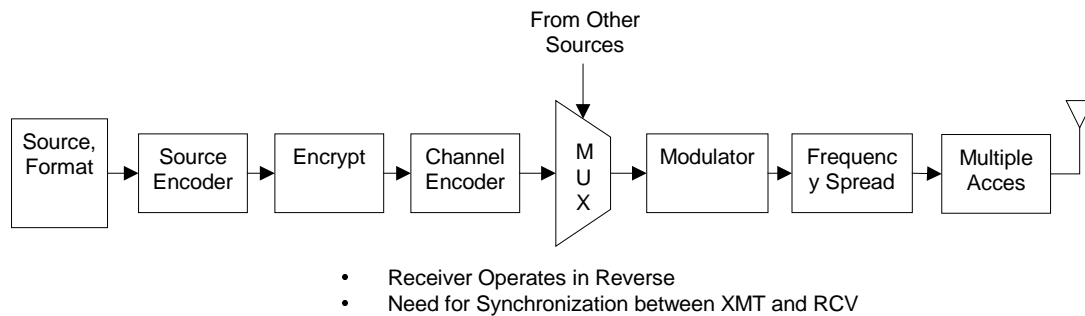 From Other
Sources
Source,
Format
Source
Encoder
Encrypt
Channel
Encoder
M
U
X
Modulator
Frequenc
y Spread
Multiple
Acces
• Receiver Operates in Reverse
• Need for Synchronization between XMT and RCV